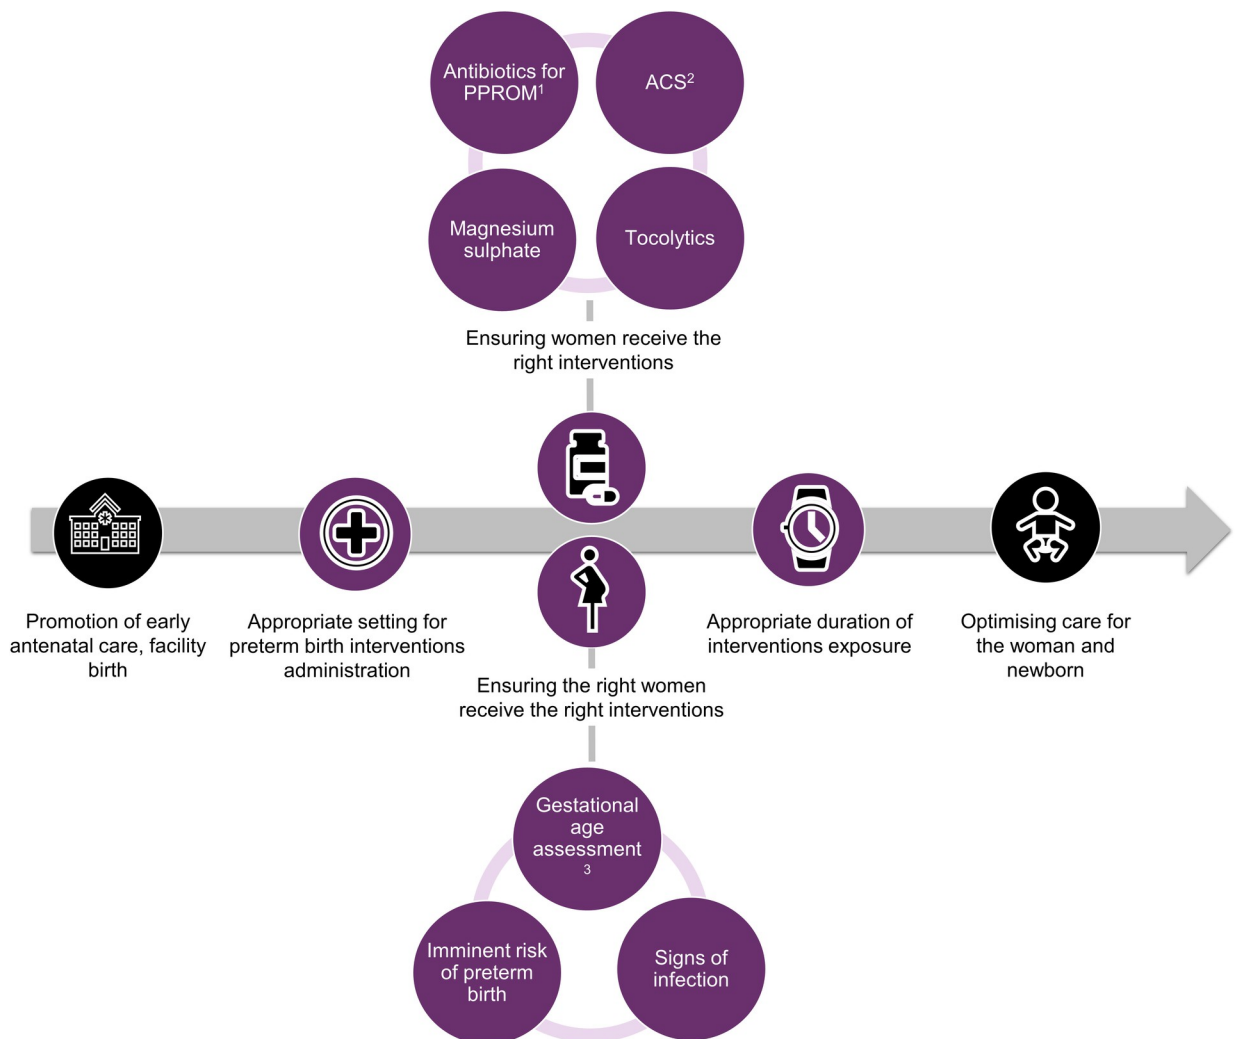 Antibiotics for
PPROM¹
ACS²
Magnesium
sulphate
Tocolytics
Ensuring women receive the
right interventions
Promotion of early
antenatal care, facility
birth
Appropriate setting for
preterm birth interventions
administration
Appropriate duration of
interventions exposure
Optimising care for
the woman and
newborn
Ensuring the right women
receive the right interventions
Gestational
age
assessment
3
Imminent risk
of preterm
birth
Signs of
infection